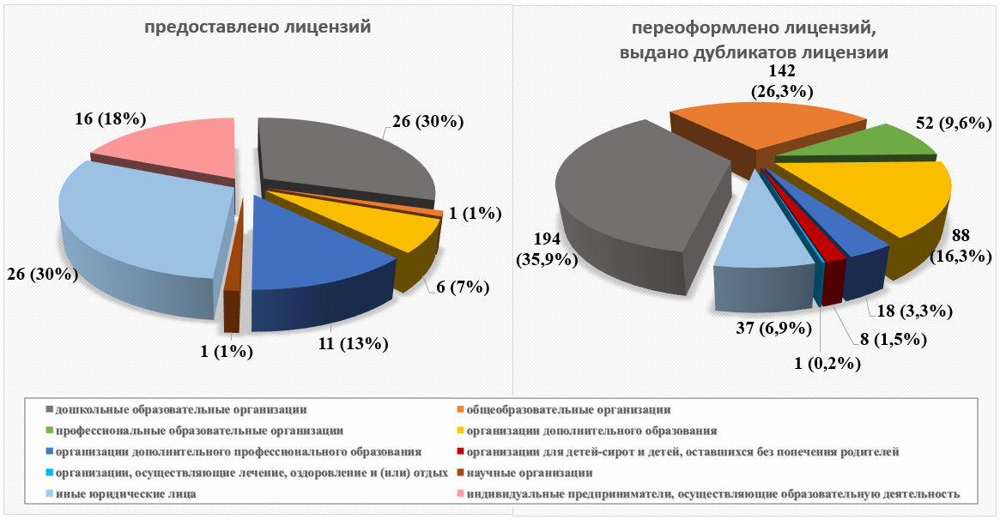 предоставлено лицензий
16 (18%)
26 (30%)
1 (1%)
6 (7%)
11 (13%)
1 (1%)
26 (30%)
переоформлено лицензий,
выдано дубликатов лицензии
142
(26,3%)
52 (9,6%)
88
(16,3%)
18 (3,3%)
8 (1,5%)
1 (0,2%)
37 (6,9%)
194
(35,9%)
дошкольные образовательные организации
общеобразовательные организации
профессиональные образовательные организации
организации дополнительного образования
организации дополнительного профессионального образования
организации для детей-сирот и детей, оставшихся без попечения родителей
организации, осуществляющие лечение, оздоровление и (или) отдых
научные организации
иные юридические лица
индивидуальные предприниматели, осуществляющие образовательную деятельность